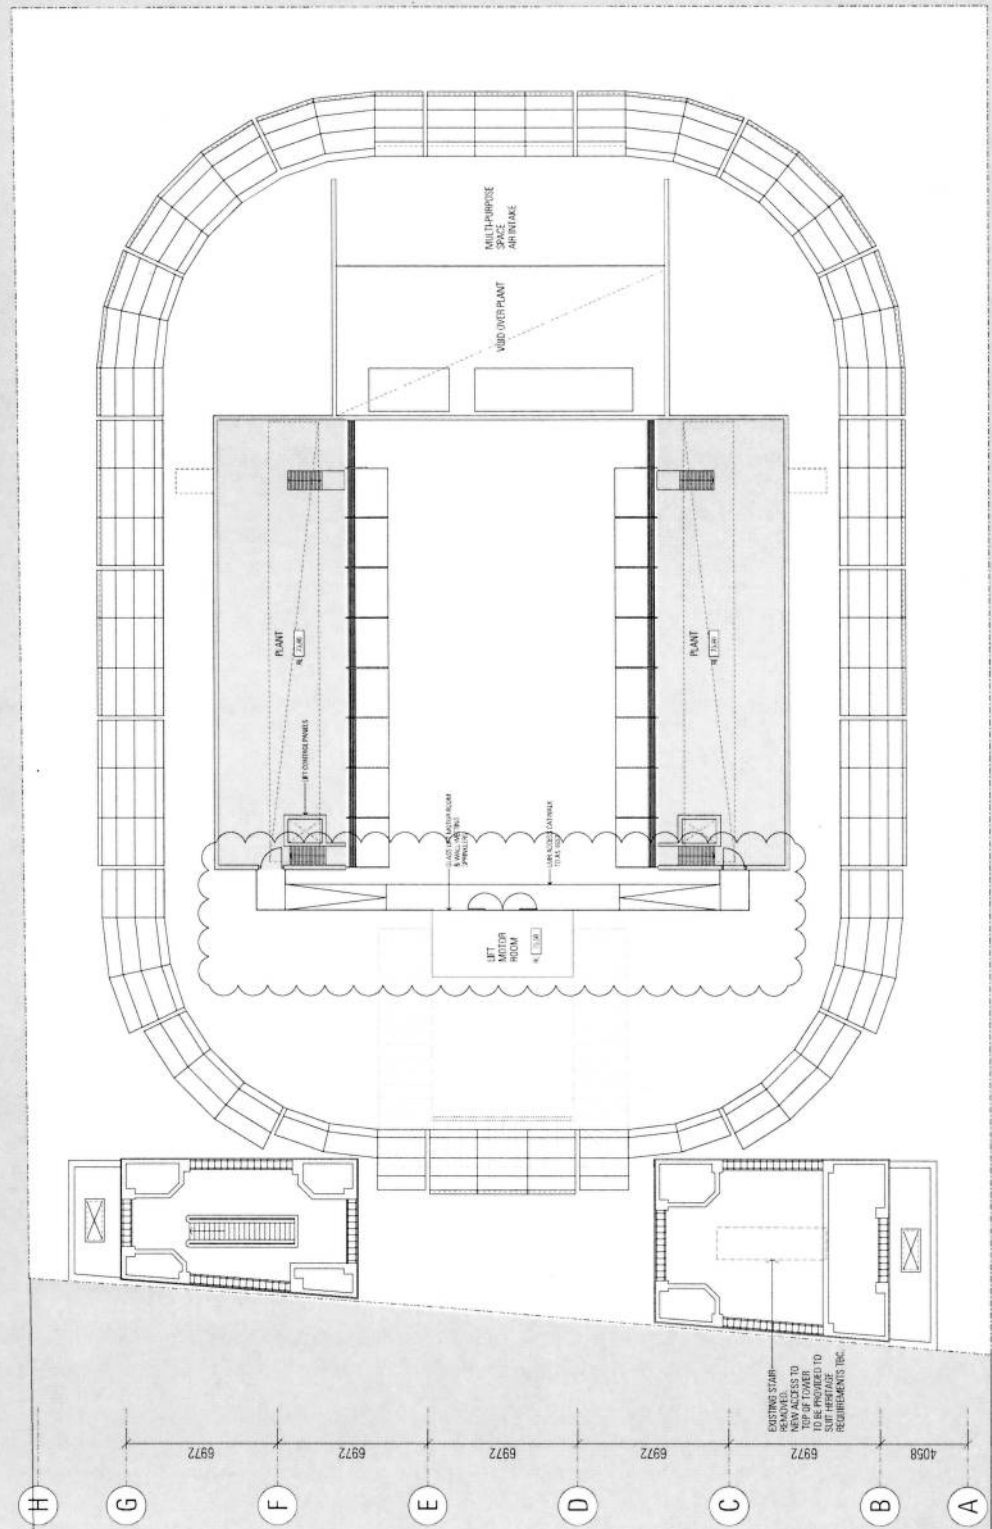 MULTI-PURPOSE
SPACE
AIR INTAKE
VOID OVER PLANT
PLANT
RL
PLANT
RL
LIFT CONTROL PANELS
LIFT
MOTOR
ROOM
EXISTING STAIR
REMOVED.
NEW ACCESS TO
TOP OF TOWER
TO BE PROVIDED TO
SUIT HERITAGE
REQUIREMENTS TBC.
6972
6972
6972
6972
6972
4058
H
G
F
E
D
C
B
A